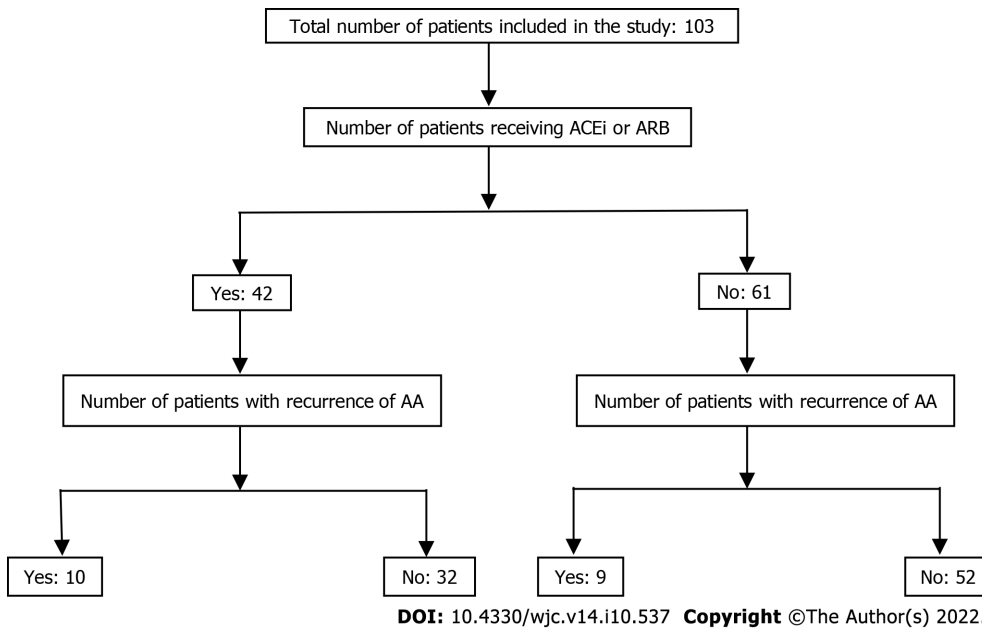 Total number of patients included in the study: 103
Number of patients receiving ACEi or ARB
Yes: 42
No: 61
Number of patients with recurrence of AA
Number of patients with recurrence of AA
Yes: 10
No: 32
Yes: 9
No: 52
DOI: 10.4330/wjc.v14.i10.537 Copyright ©The Author(s) 2022.